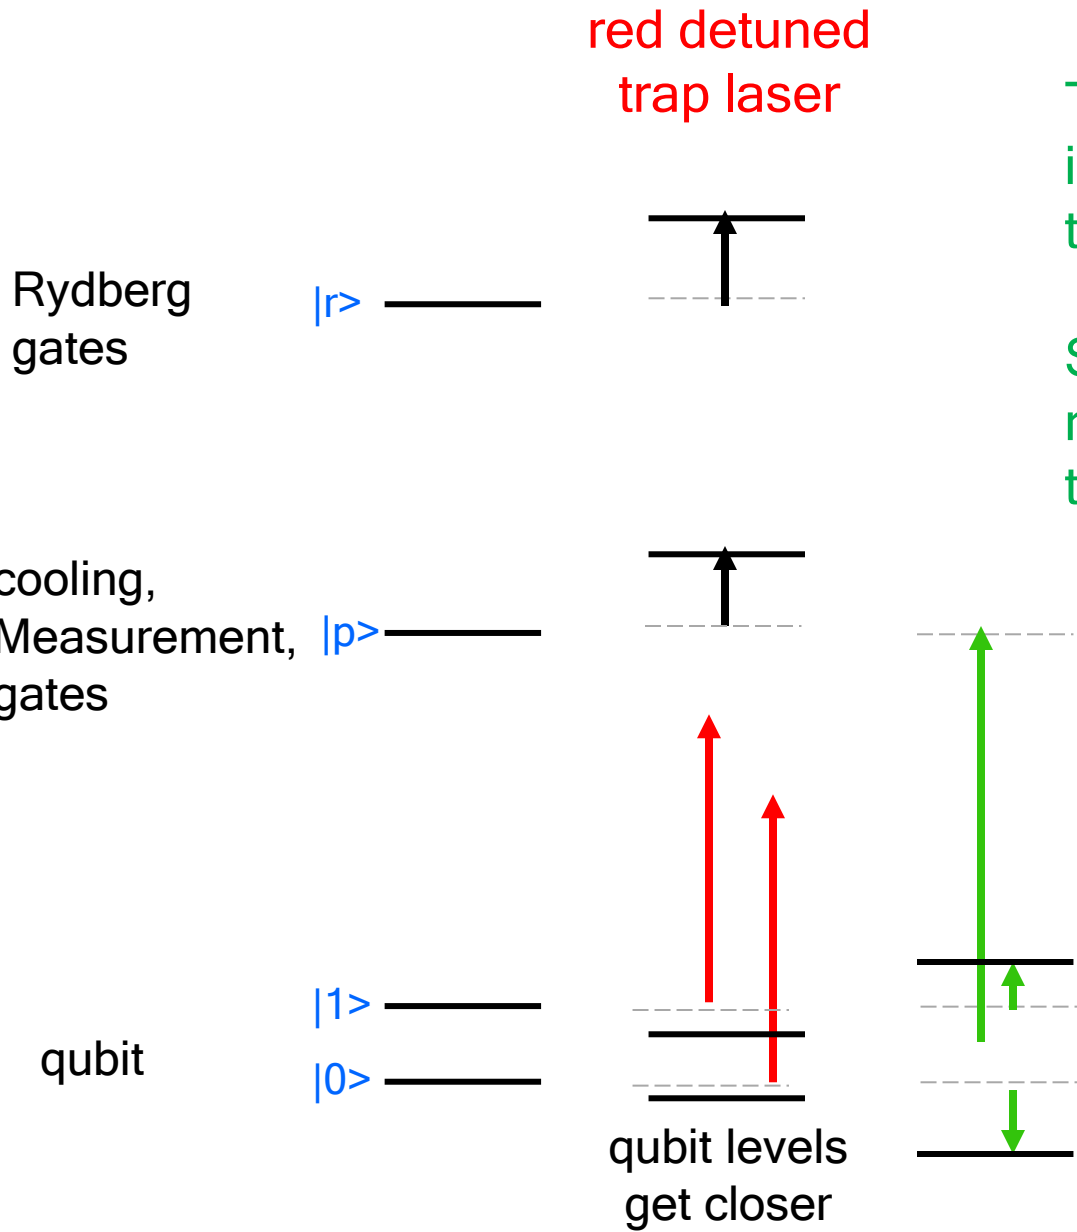 red detuned
trap laser
Rydberg
gates
|r>
cooling,
Measurement,
gates
|p>
|1>
qubit
|0>
qubit levels
get closer